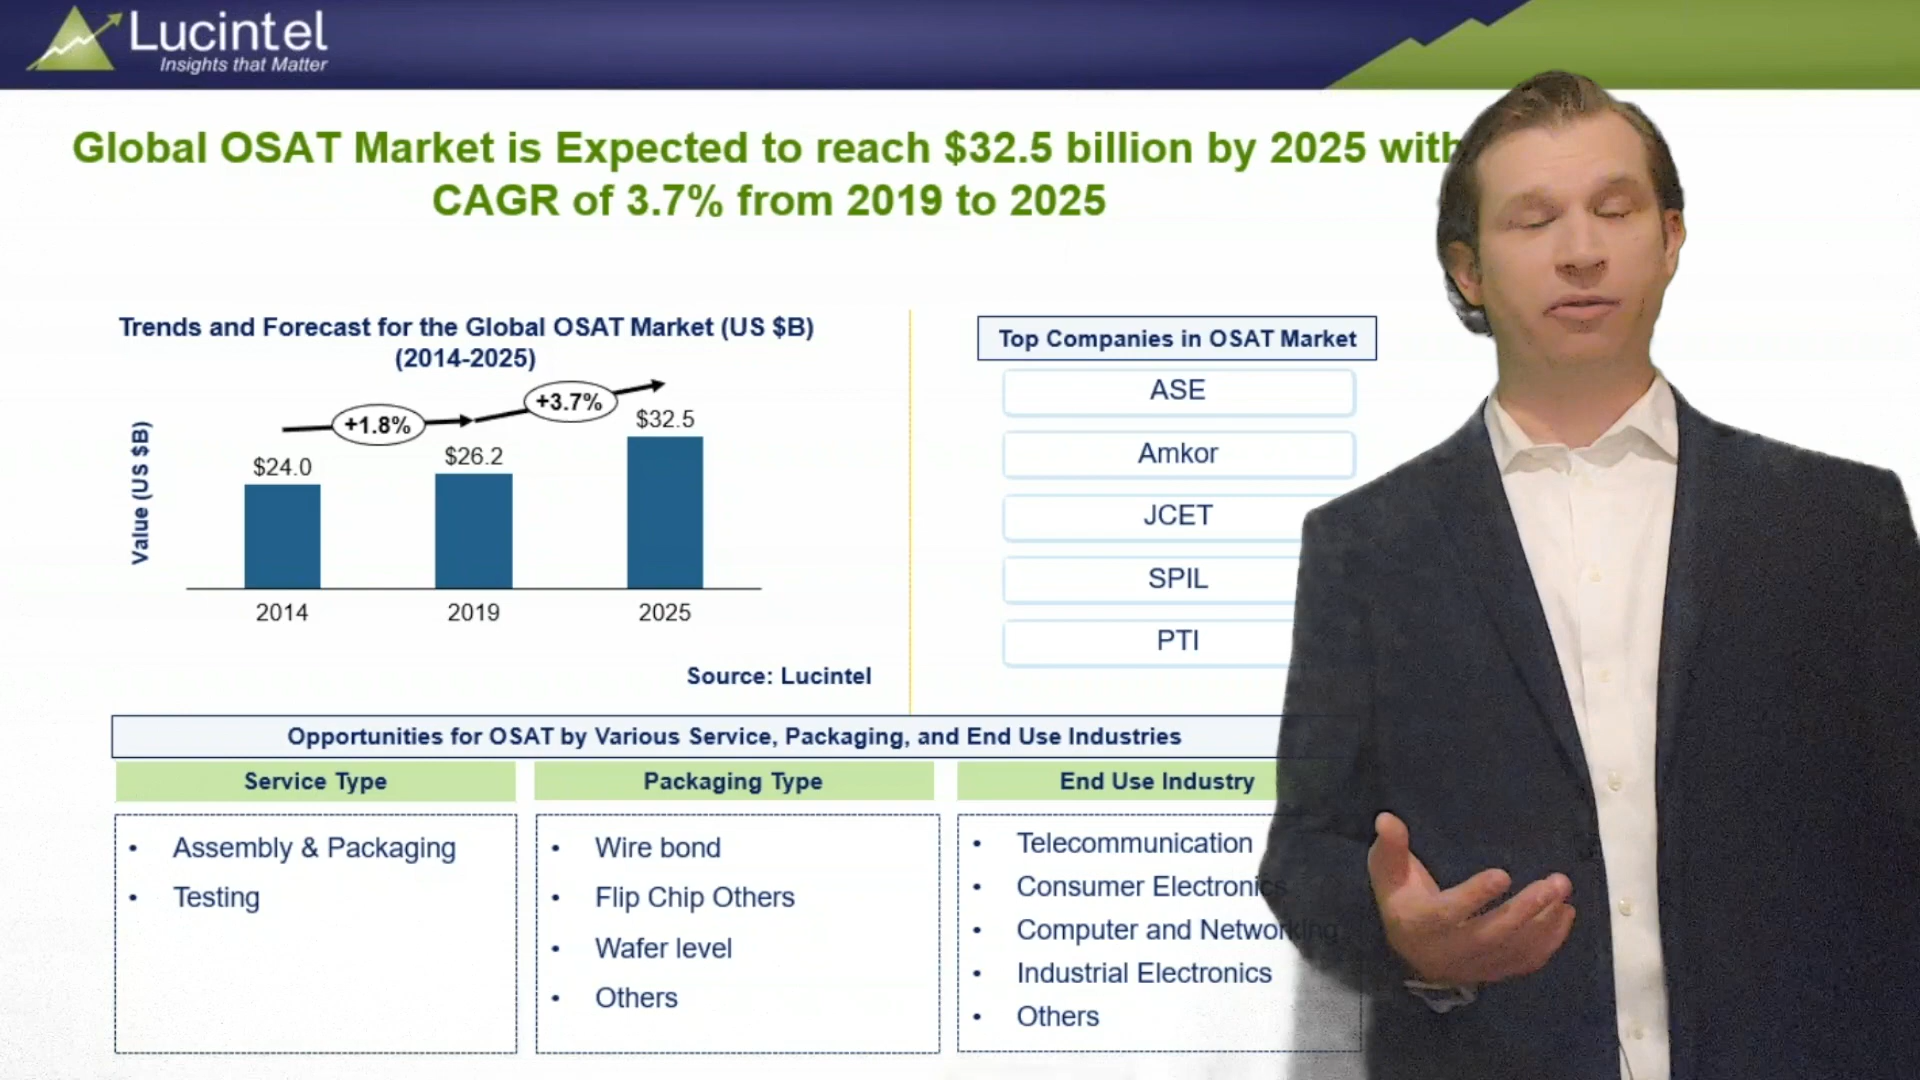 Lucintel
Insights that Matter
Global OSAT Market is Expected to reach $32.5 billion by 2025 with
CAGR of 3.7% from 2019 to 2025
Trends and Forecast for the Global OSAT Market (US $B)
(2014-2025)
+1.8%
+3.7%
$24.0
$26.2
$32.5
Value (US $B)
2014
2019
2025
Source: Lucintel
Top Companies in OSAT Market
ASE
Amkor
JCET
SPIL
PTI
Opportunities for OSAT by Various Service, Packaging, and End Use Industries
Service Type
• Assembly & Packaging
• Testing
Packaging Type
• Wire bond
• Flip Chip Others
• Wafer level
• Others
End Use Industry
• Telecommunication
• Consumer Electronics
• Computer and Networking
• Industrial Electronics
• Others